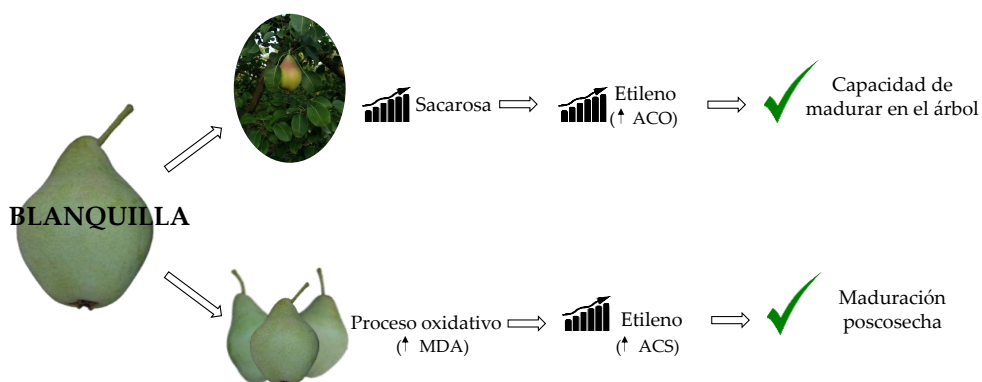 BLANQUILLA
Sacarosa
Etileno
(↑ ACO)
Capacidad de
madurar en el árbol
Proceso oxidativo
(↑ MDA)
Etileno
(↑ ACS)
Maduración
poscosecha